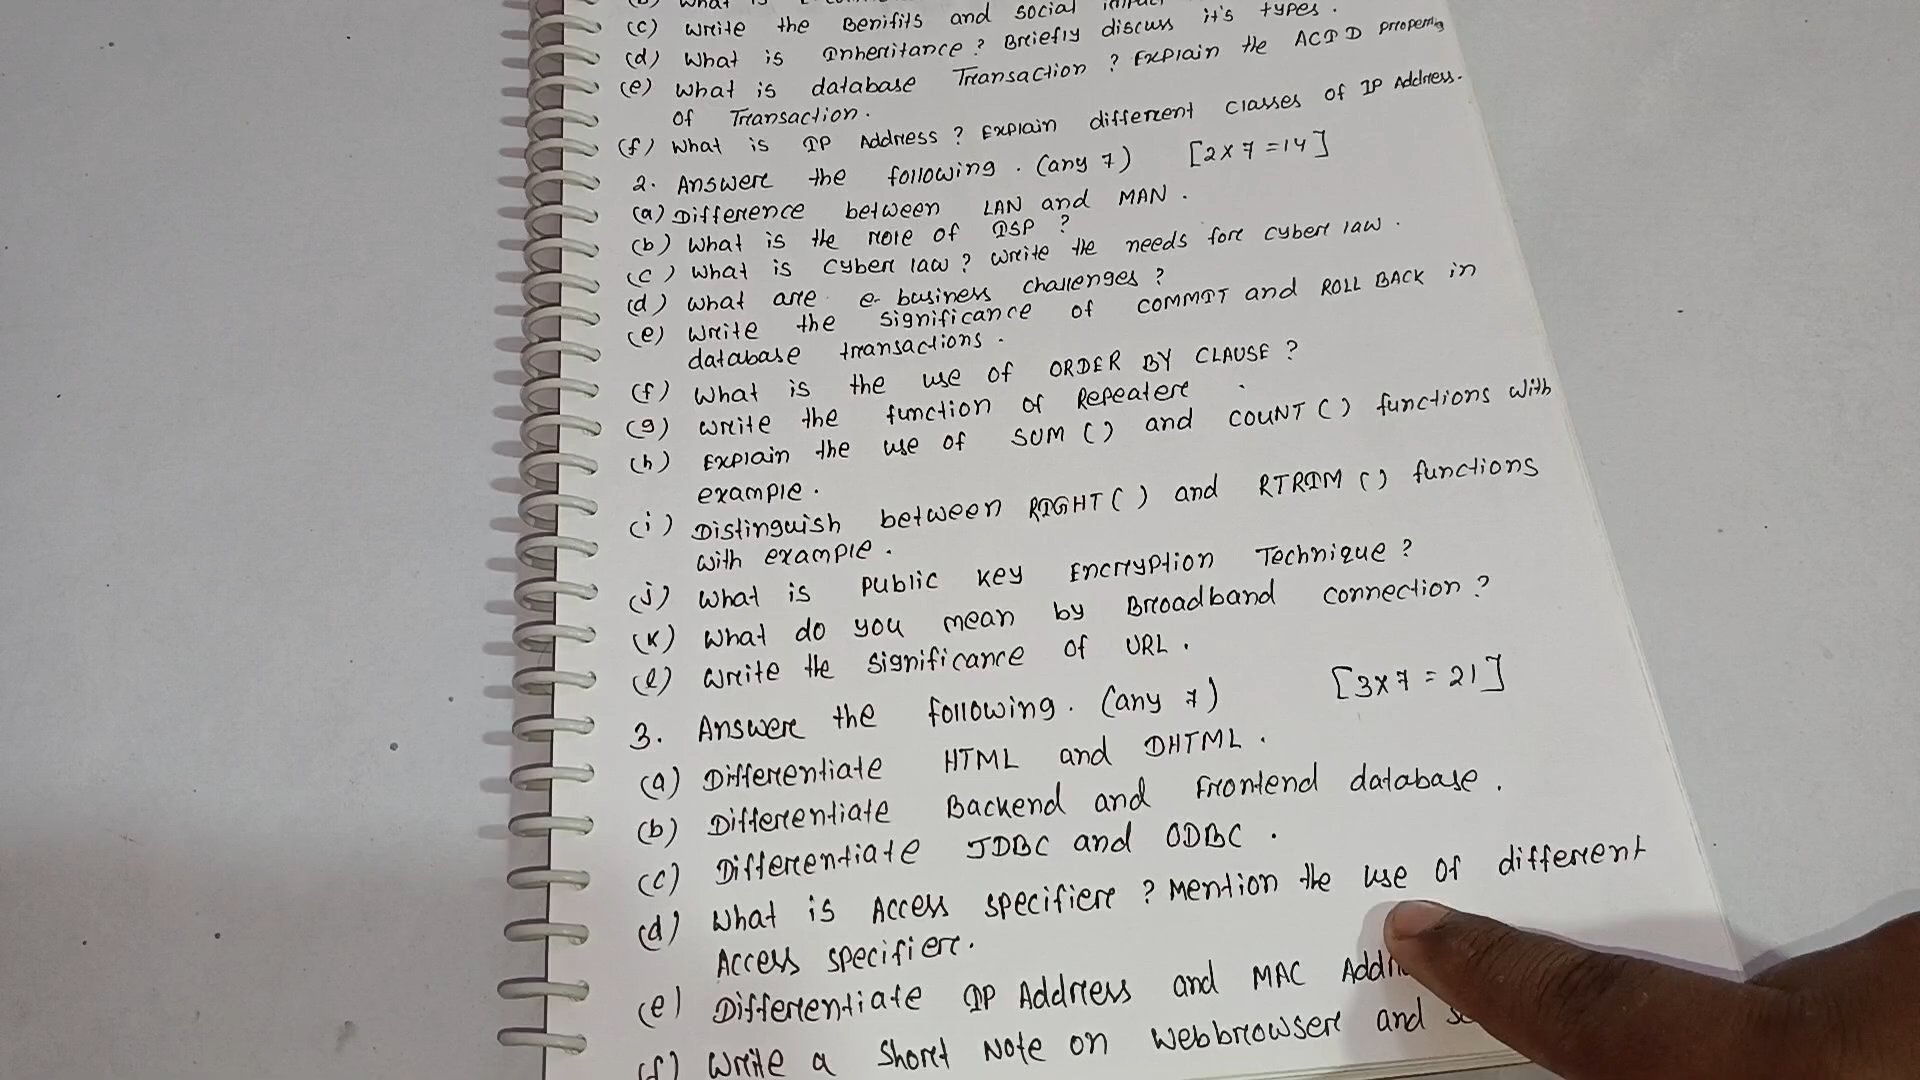 (c) Write the Benifits and social
(d) What is Inheritance? Briefly discuss it's types.
(e) What is database Transaction? Explain the ACID
of Transaction.
(f) What is IP Address? Explain different classes of IP Address.
2. Answer the following. (any 7) [2x7=14]
(a) Difference between LAN and MAN.
(b) What is the role of ISP?
(c) What is cyber law? Write the needs for cyber law.
(d) What are e-business challenges?
(e) Write the significance of COMMIT and ROLL BACK in
database transactions.
(f) What is the use of ORDER BY CLAUSE?
(g) Write the function of Repeater
(h) Explain the use of SUM() and COUNT() functions with
example.
(i) Distinguish between RIGHT() and RTRIM() functions
with example.
(j) What is public key Encryption Technique?
(k) What do you mean by Broadband connection?
(l) Write the significance of URL.
3. Answer the following. (any 7) [3x7=21]
(a) Differentiate HTML and DHTML.
(b) Differentiate Backend and Frontend database.
(c) Differentiate JDBC and ODBC.
(d) What is Access specifier? Mention the use of different
Access specifier.
(e) Differentiate IP Address and MAC
(f) Write a Short Note on Webbrowser and